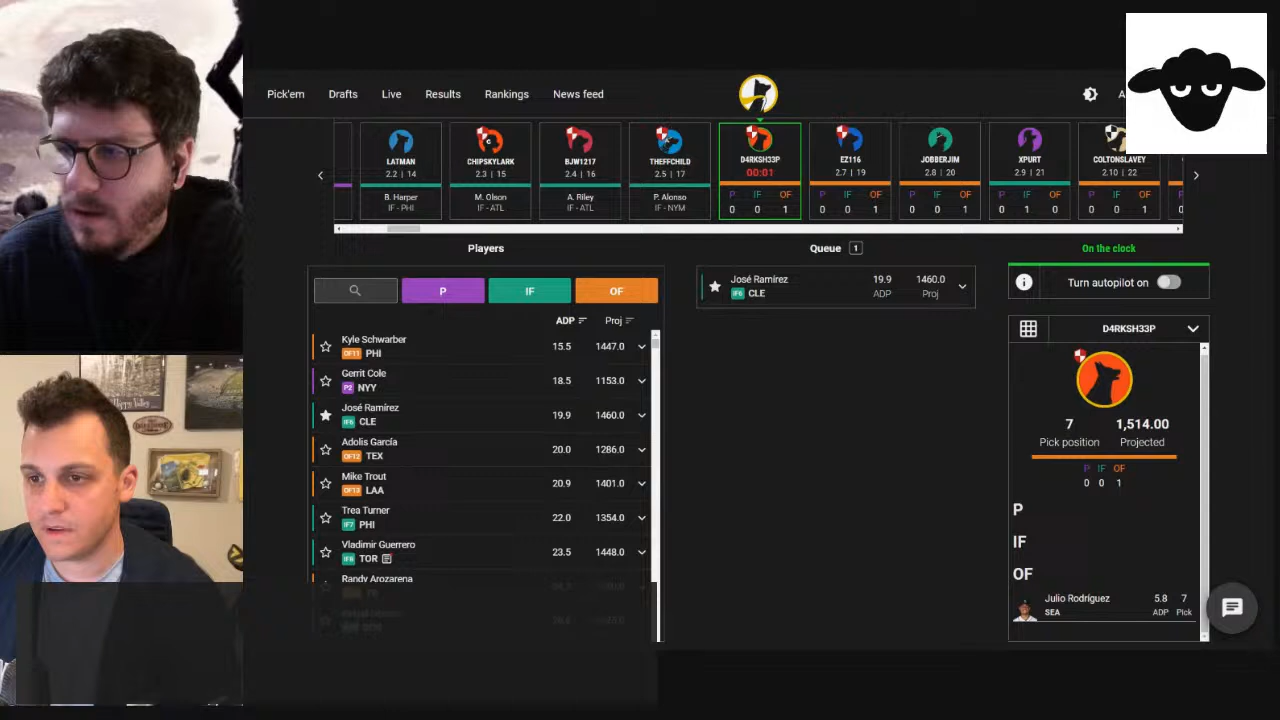 Pick'em Drafts Live Results Rankings News feed
LATMAN CHIPSKYLARK BJW1217 THEFFCHILD D4RKSH33P EZ116 JOBBERJIM XPURT COLTONSLAVEY
2.2 | 14 2.3 | 15 2.4 | 16 2.5 | 17 00:01 2.7 | 19 2.8 | 20 2.9 | 21 2.10 | 22
B. Harper M. Olson A. Riley P. Alonso P IF OF P IF OF P IF OF P IF OF P IF OF
IF - PHI IF - ATL IF - ATL IF - NYM 0 0 1 0 0 1 0 0 1 0 1 0 0 0 1
Players Queue 1 On the clock
P IF OF
ADP Proj
Kyle Schwarber 15.5 1447.0
OF11 PHI
Gerrit Cole 18.5 1153.0
P2 NYY
José Ramírez 19.9 1460.0
IF6 CLE
Adolis García 20.0 1286.0
OF12 TEX
Mike Trout 20.9 1401.0
OF13 LAA
Trea Turner 22.0 1354.0
IF7 PHI
Vladimir Guerrero 23.5 1448.0
IF8 TOR
Randy Arozarena
José Ramírez 19.9 1460.0
IF6 CLE ADP Proj
Turn autopilot on
D4RKSH33P
7 1,514.00
Pick position Projected
P IF OF
0 0 1
P
IF
OF
Julio Rodríguez 5.8 7
SEA ADP Pick